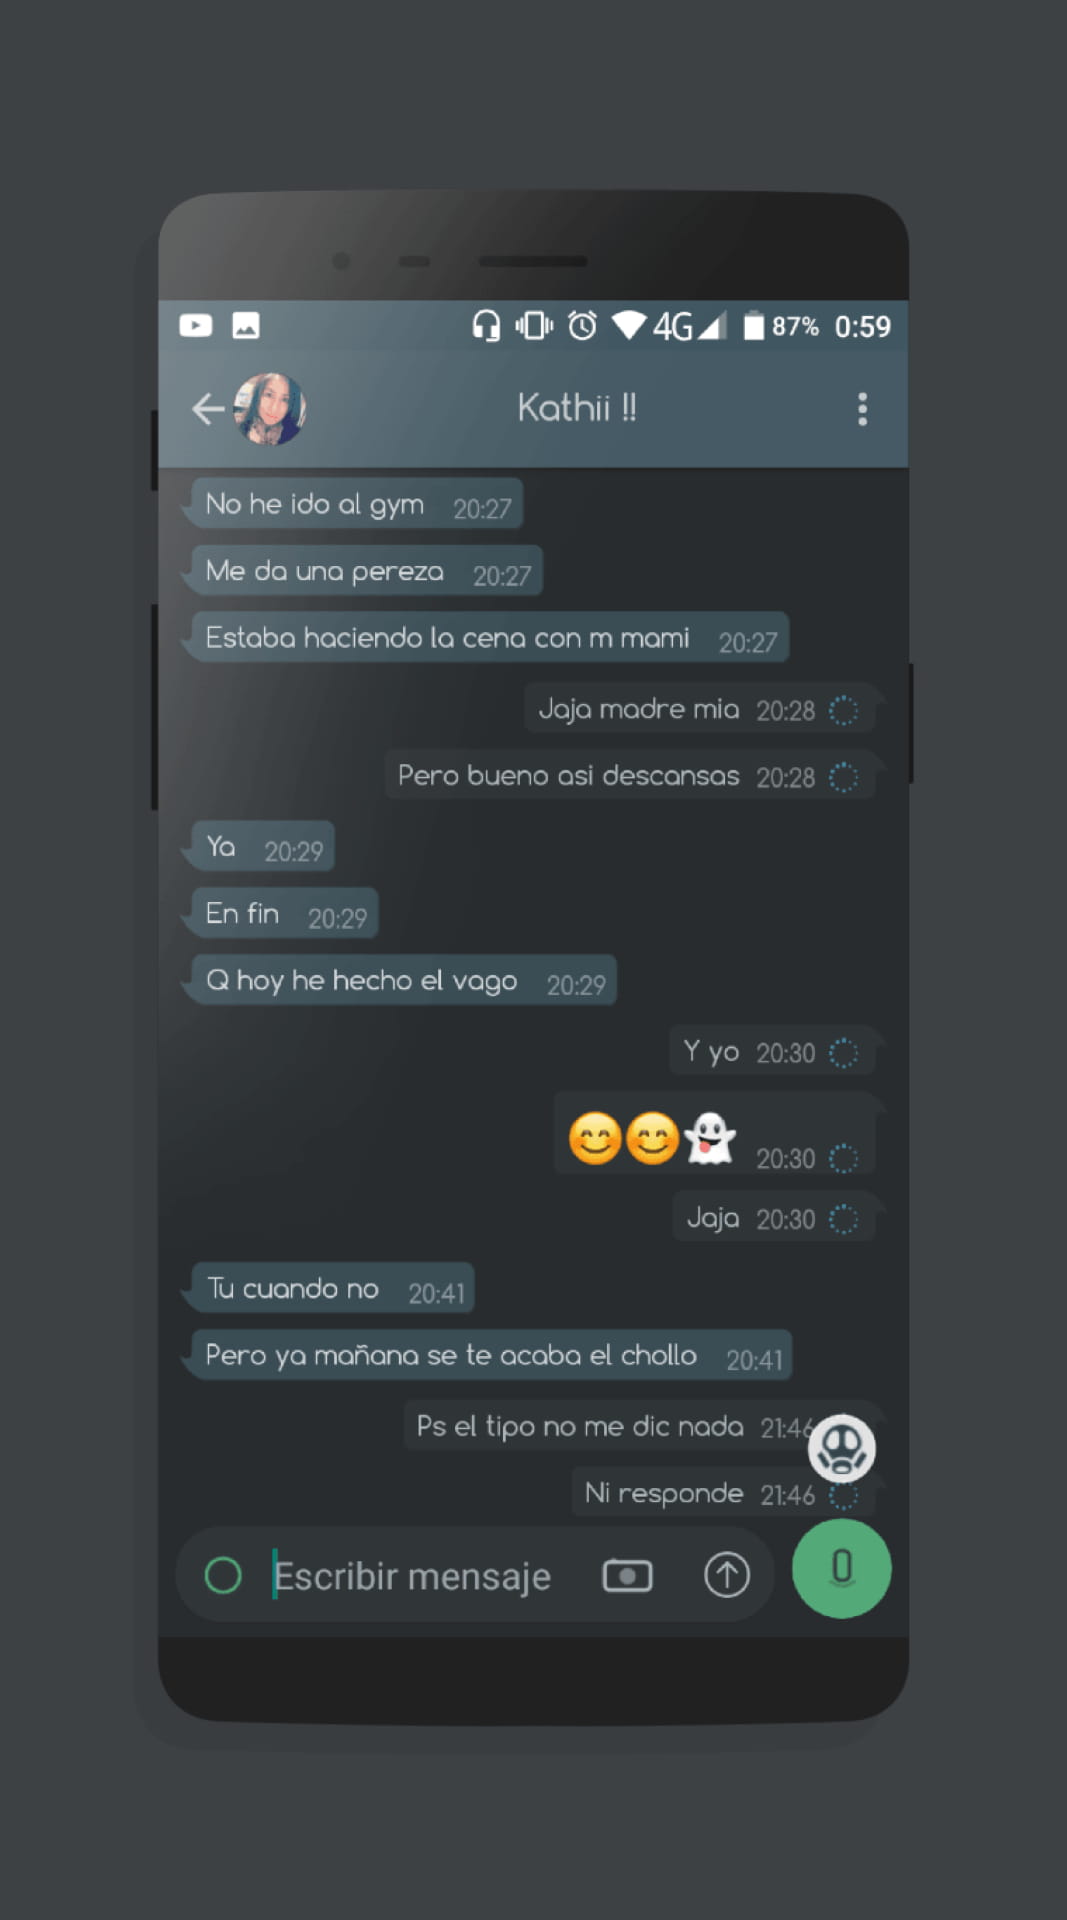 4G 87% 0:59
Kathii !!
No he ido al gym 20:27
Me da una pereza 20:27
Estaba haciendo la cena con m mami 20:27
Jaja madre mia 20:28
Pero bueno asi descansas 20:28
Ya 20:29
En fin 20:29
Q hoy he hecho el vago 20:29
Y yo 20:30
😊😊👻 20:30
Jaja 20:30
Tu cuando no 20:41
Pero ya mañana se te acaba el chollo 20:41
Ps el tipo no me dic nada 21:46
Ni responde 21:46
Escribir mensaje